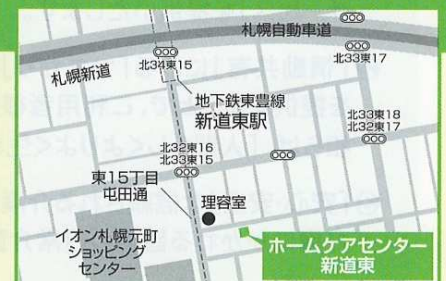 札幌自動車道
北33東17
北34東15
札幌新道
地下鉄東豊線
新道東駅
北33東18
北32東17
北32東16
北33東15
東15丁目
屯田通
理容室
イオン札幌元町
ショッピング
センター
ホームケアセンター
新道東